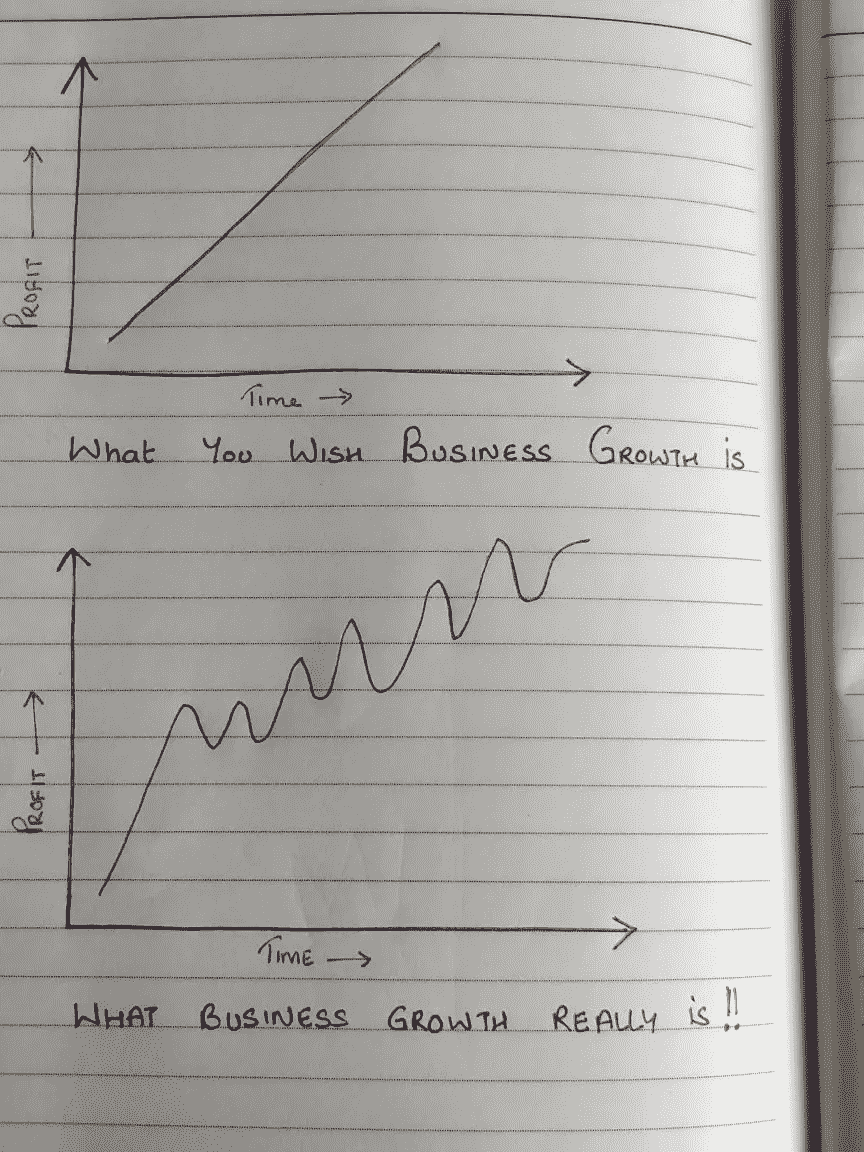 PROFIT
Time
What You WISH BUSINESS GROWTH is
PROFIT
TIME
WHAT BUSINESS GROWTH REALLY is !!